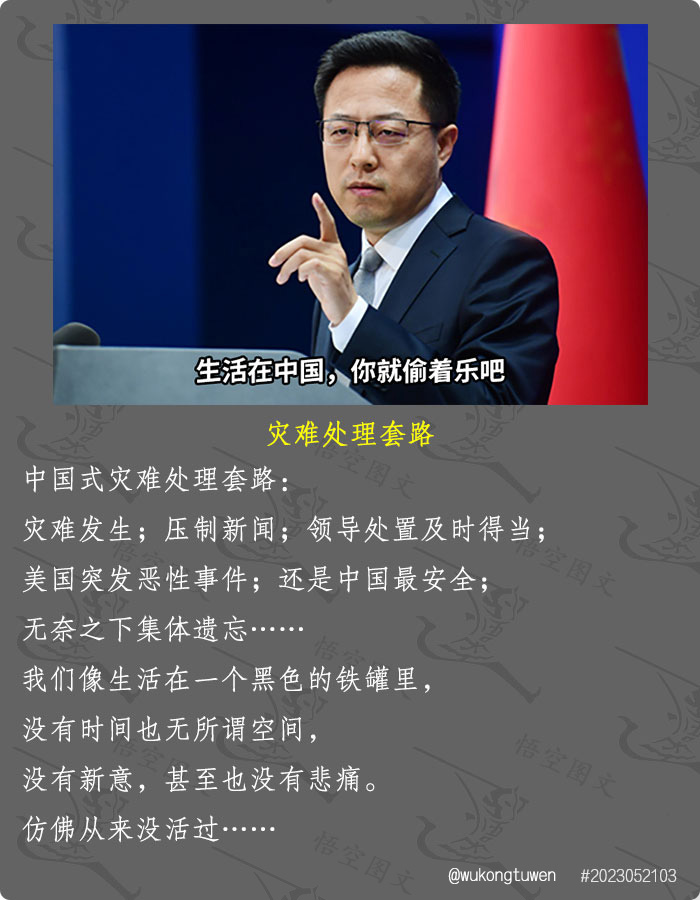 生活在中国，你就偷着乐吧
灾难处理套路
中国式灾难处理套路：
灾难发生；压制新闻；领导处置及时得当；
美国突发恶性事件；还是中国最安全；
无奈之下集体遗忘……
我们像生活在一个黑色的铁罐里，
没有时间也无所谓空间，
没有新意，甚至也没有悲痛。
仿佛从来没活过……
悟空图文
@wukongtuwen #2023052103